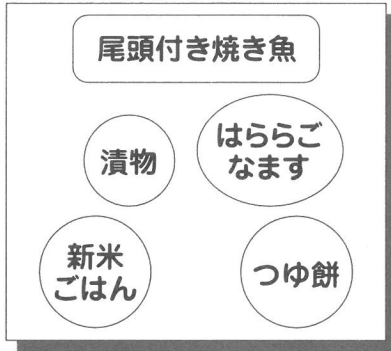 尾頭付き焼き魚
漬物
はららご
なます
新米
ごはん
つゆ餅